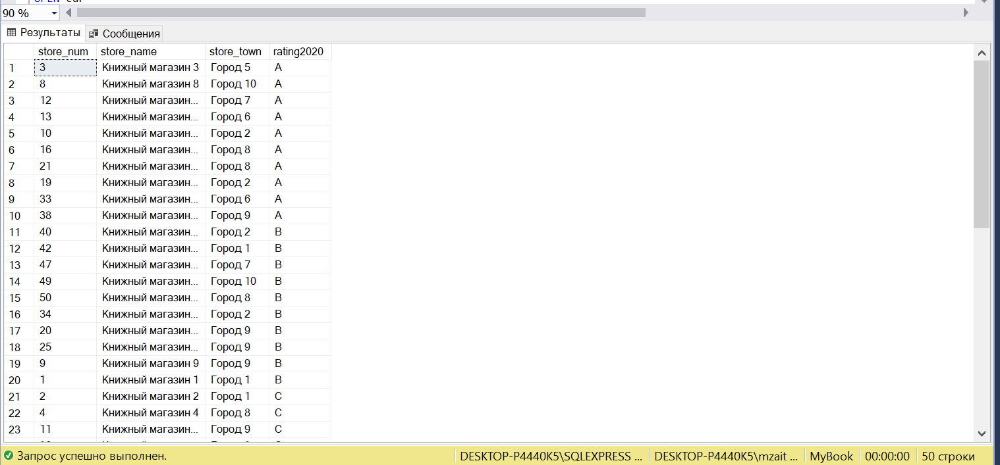 OPEN cur
90 %
Результаты Сообщения
store_num store_name store_town rating2020
1 3 Книжный магазин 3 Город 5 A
2 8 Книжный магазин 8 Город 10 A
3 12 Книжный магазин... Город 7 A
4 13 Книжный магазин... Город 6 A
5 10 Книжный магазин... Город 2 A
6 16 Книжный магазин... Город 8 A
7 21 Книжный магазин... Город 8 A
8 19 Книжный магазин... Город 2 A
9 33 Книжный магазин... Город 6 A
10 38 Книжный магазин... Город 9 A
11 40 Книжный магазин... Город 2 B
12 42 Книжный магазин... Город 1 B
13 47 Книжный магазин... Город 7 B
14 49 Книжный магазин... Город 10 B
15 50 Книжный магазин... Город 8 B
16 34 Книжный магазин... Город 2 B
17 20 Книжный магазин... Город 9 B
18 25 Книжный магазин... Город 9 B
19 9 Книжный магазин 9 Город 9 B
20 1 Книжный магазин 1 Город 1 B
21 2 Книжный магазин 2 Город 1 C
22 4 Книжный магазин 4 Город 8 C
23 11 Книжный магазин... Город 9 C
Запрос успешно выполнен. DESKTOP-P4440K5\SQLEXPRESS ... DESKTOP-P4440K5\mzait ... MyBook 00:00:00 50 строки